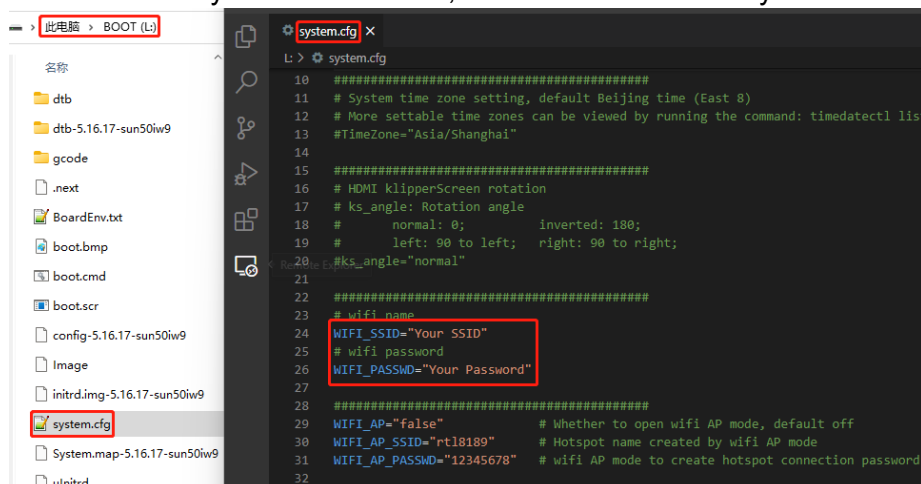 此电脑 > BOOT (L:)
名称
dtb
dtb-5.16.17-sun50iw9
gcode
.next
BoardEnv.txt
boot.bmp
boot.cmd
boot.scr
config-5.16.17-sun50iw9
Image
initrd.img-5.16.17-sun50iw9
system.cfg
System.map-5.16.17-sun50iw9
uInitrd
system.cfg ×
L: > system.cfg
10 ###########################################
11 # System time zone setting, default Beijing time (East 8)
12 # More settable time zones can be viewed by running the command: timedatectl lis
13 #TimeZone="Asia/Shanghai"
14
15 ###########################################
16 # HDMI klipperScreen rotation
17 # ks_angle: Rotation angle
18 # normal: 0; inverted: 180;
19 # left: 90 to left; right: 90 to right;
20 #ks_angle="normal"
21
22 ###########################################
23 # wifi name
24 WIFI_SSID="Your SSID"
25 # wifi password
26 WIFI_PASSWD="Your Password"
27
28 ###########################################
29 WIFI_AP="false" # Whether to open wifi AP mode, default off
30 WIFI_AP_SSID="rtl8189" # Hotspot name created by wifi AP mode
31 WIFI_AP_PASSWD="12345678" # wifi AP mode to create hotspot connection password
32